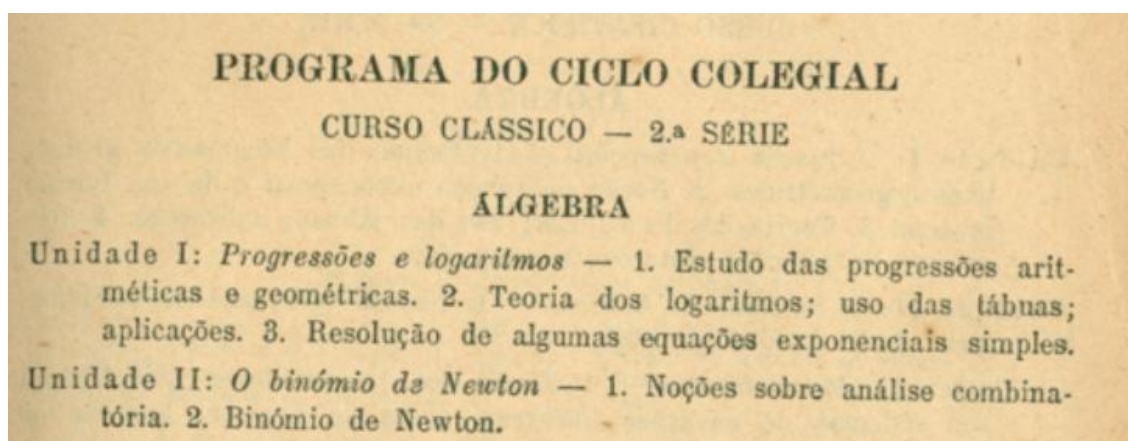 PROGRAMA DO CICLO COLEGIAL
CURSO CLÁSSICO — 2.ª SÉRIE
ÁLGEBRA
Unidade I: Progressões e logaritmos — 1. Estudo das progressões arit-
méticas e geométricas. 2. Teoria dos logaritmos; uso das tábuas;
aplicações. 3. Resolução de algumas equações exponenciais simples.
Unidade II: O binómio de Newton — 1. Noções sobre análise combina-
tória. 2. Binómio de Newton.